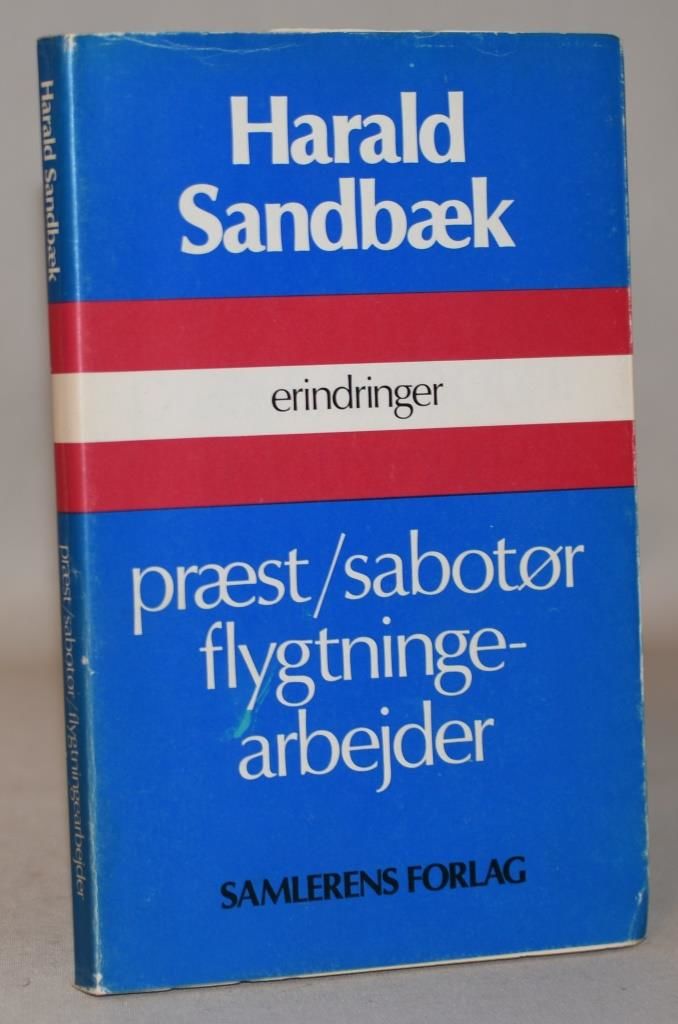 Harald Sandbæk
præst/sabotør/flygtningearbejder
Harald
Sandbæk
erindringer
præst/sabotør
flygtninge-
arbejder
SAMLERENS FORLAG